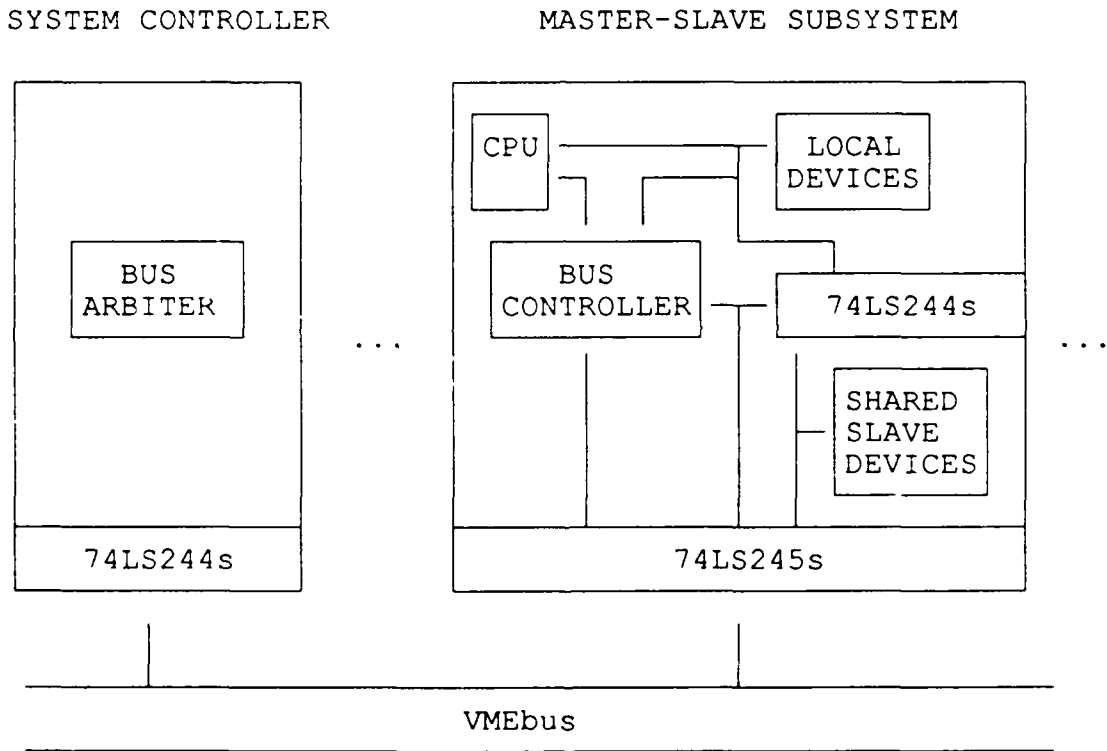 SYSTEM CONTROLLER
MASTER-SLAVE SUBSYSTEM
CPU
LOCAL
DEVICES
BUS
ARBITER
BUS
CONTROLLER
74LS244s
...
...
SHARED
SLAVE
DEVICES
74LS244s
74LS245s
VMEbus